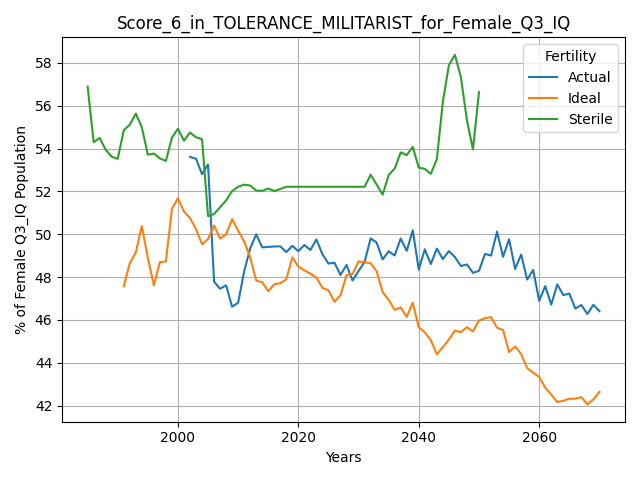 Score_6_in_TOLERANCE_MILITARIST_for_Female_Q3_IQ
% of Female Q3_IQ Population
58
56
54
52
50
48
46
44
42
Fertility
Actual
Ideal
Sterile
2000
2020
2040
2060
Years